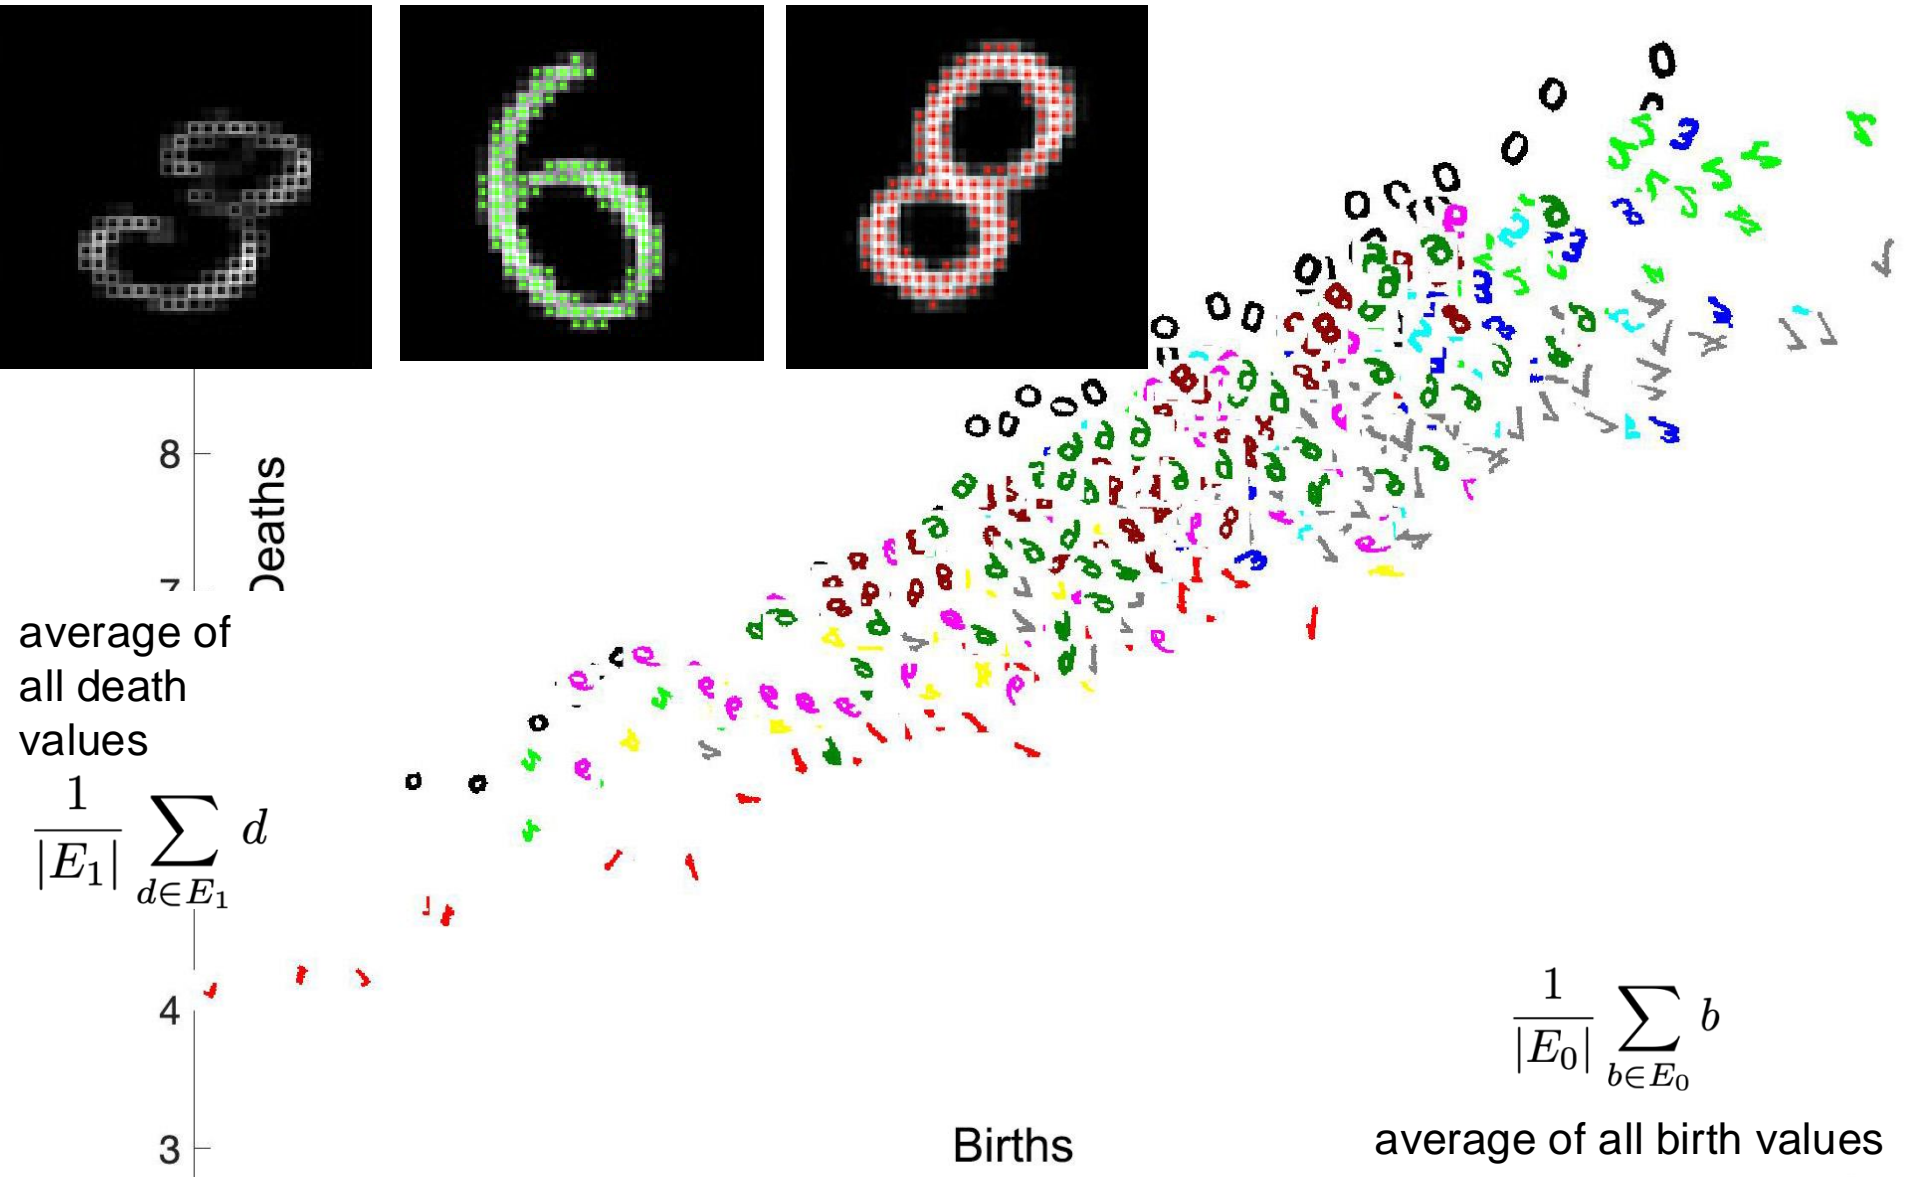 8
Deaths
7
average of
all death
values
\frac{1}{|E_1|} \sum_{d \in E_1} d
4
3
Births
\frac{1}{|E_0|} \sum_{b \in E_0} b
average of all birth values